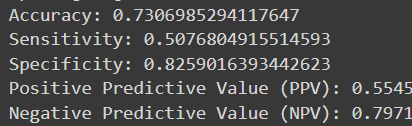 Accuracy: 0.7306985294117647
Sensitivity: 0.5076804915514593
Specificity: 0.8259016393442623
Positive Predictive Value (PPV): 0.5545
Negative Predictive Value (NPV): 0.7971